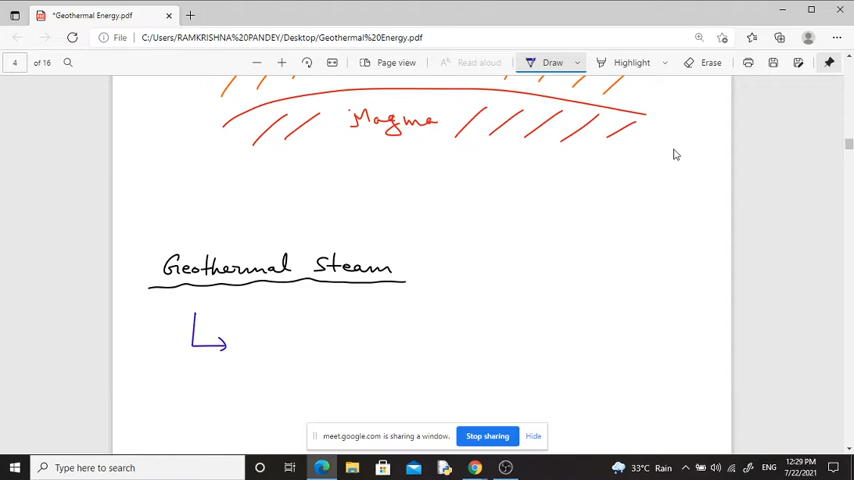 *Geothermal Energy.pdf
File C:/Users/RAMKRISHNA%20PANDEY/Desktop/Geothermal%20Energy.pdf
4 of 16 Page view Read aloud Draw Highlight Erase
Magma
Geothermal Steam
meet.google.com is sharing a window. Stop sharing Hide
Type here to search 33°C Rain ENG 12:29 PM
7/22/2021